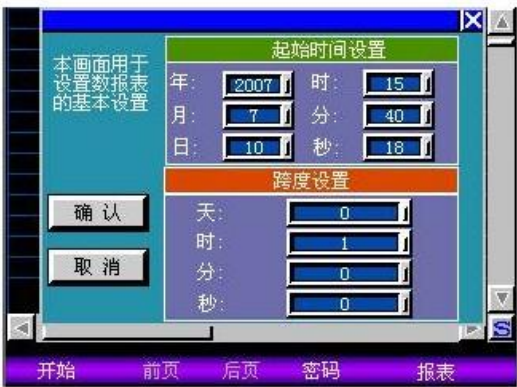 本画面用于
设置数报表
的基本设置
起始时间设置
年: 2007 时: 15
月: 7 分: 40
日: 10 秒: 18
跨度设置
天: 0
时: 1
分: 0
秒: 0
确 认
取 消
S
开始 前页 后页 密码 报表